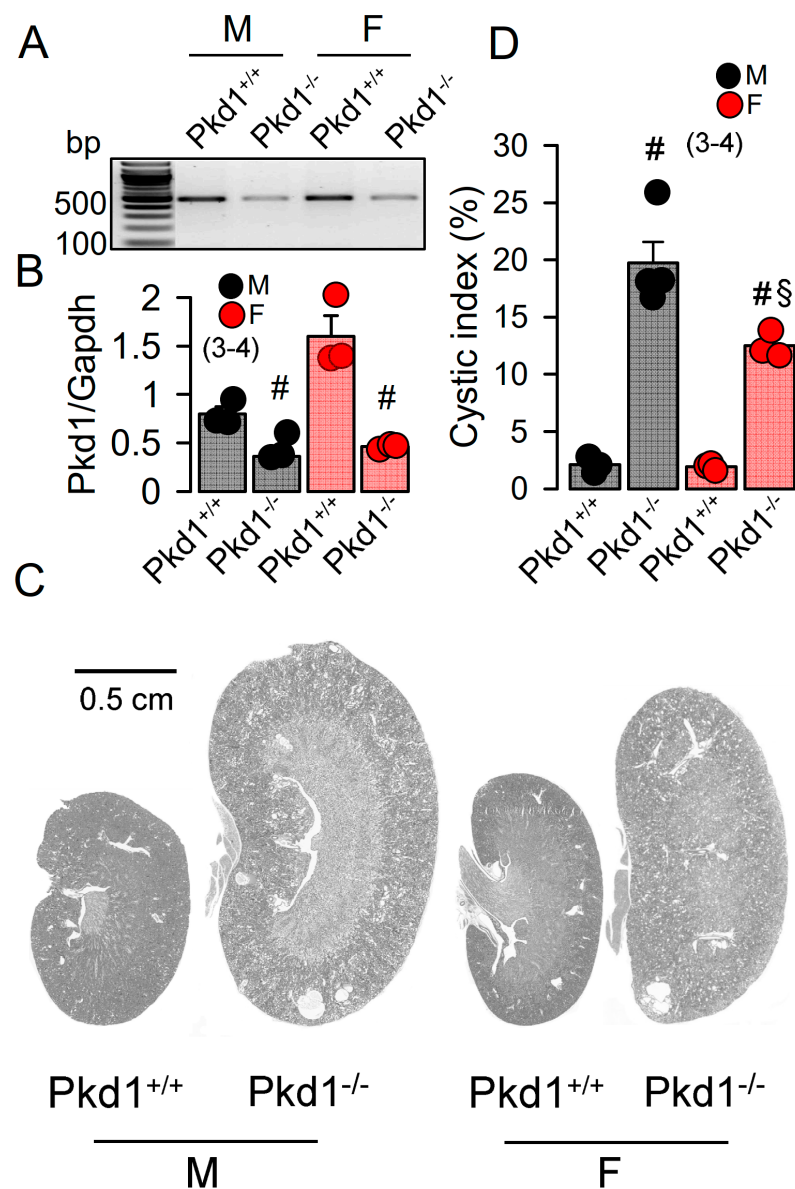 A
M F
Pkd1+/+ Pkd1-/- Pkd1+/+ Pkd1-/-
bp
500
100
B
M
F
(3-4)
Pkd1/Gapdh
2
1.5
1
0.5
0
#
#
Pkd1+/+ Pkd1-/- Pkd1+/+ Pkd1-/-
D
M
F
(3-4)
Cystic index (%)
30
25
20
15
10
5
0
#
#§
Pkd1+/+ Pkd1-/- Pkd1+/+ Pkd1-/-
C
0.5 cm
Pkd1+/+ Pkd1-/- Pkd1+/+ Pkd1-/-
M F